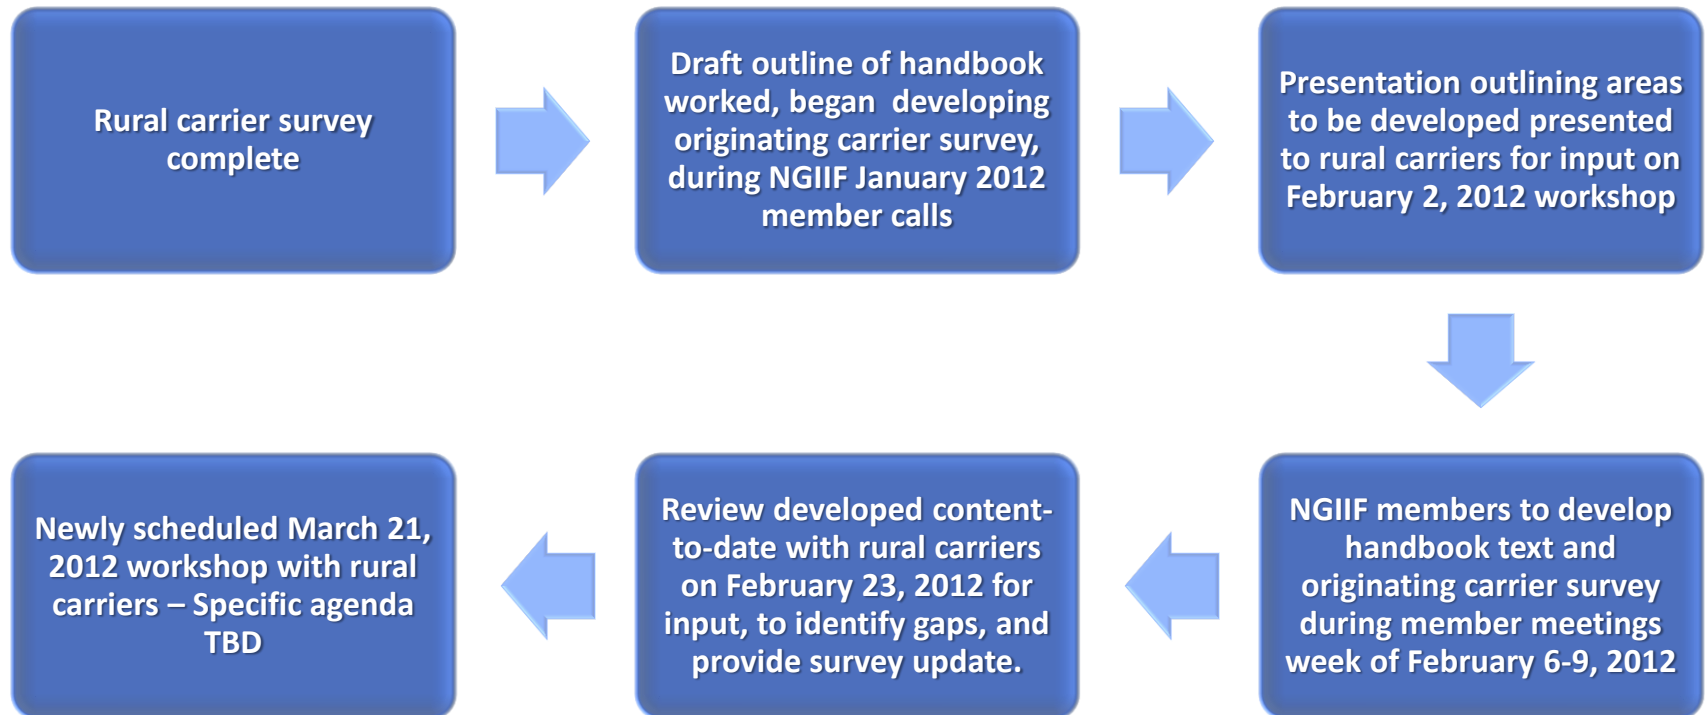 Rural carrier survey
complete
Draft outline of handbook
worked, began developing
originating carrier survey,
during NGIIF January 2012
member calls
Presentation outlining areas
to be developed presented
to rural carriers for input on
February 2, 2012 workshop
NGIIF members to develop
handbook text and
originating carrier survey
during member meetings
week of February 6-9, 2012
Review developed content-
to-date with rural carriers
on February 23, 2012 for
input, to identify gaps, and
provide survey update.
Newly scheduled March 21,
2012 workshop with rural
carriers – Specific agenda
TBD